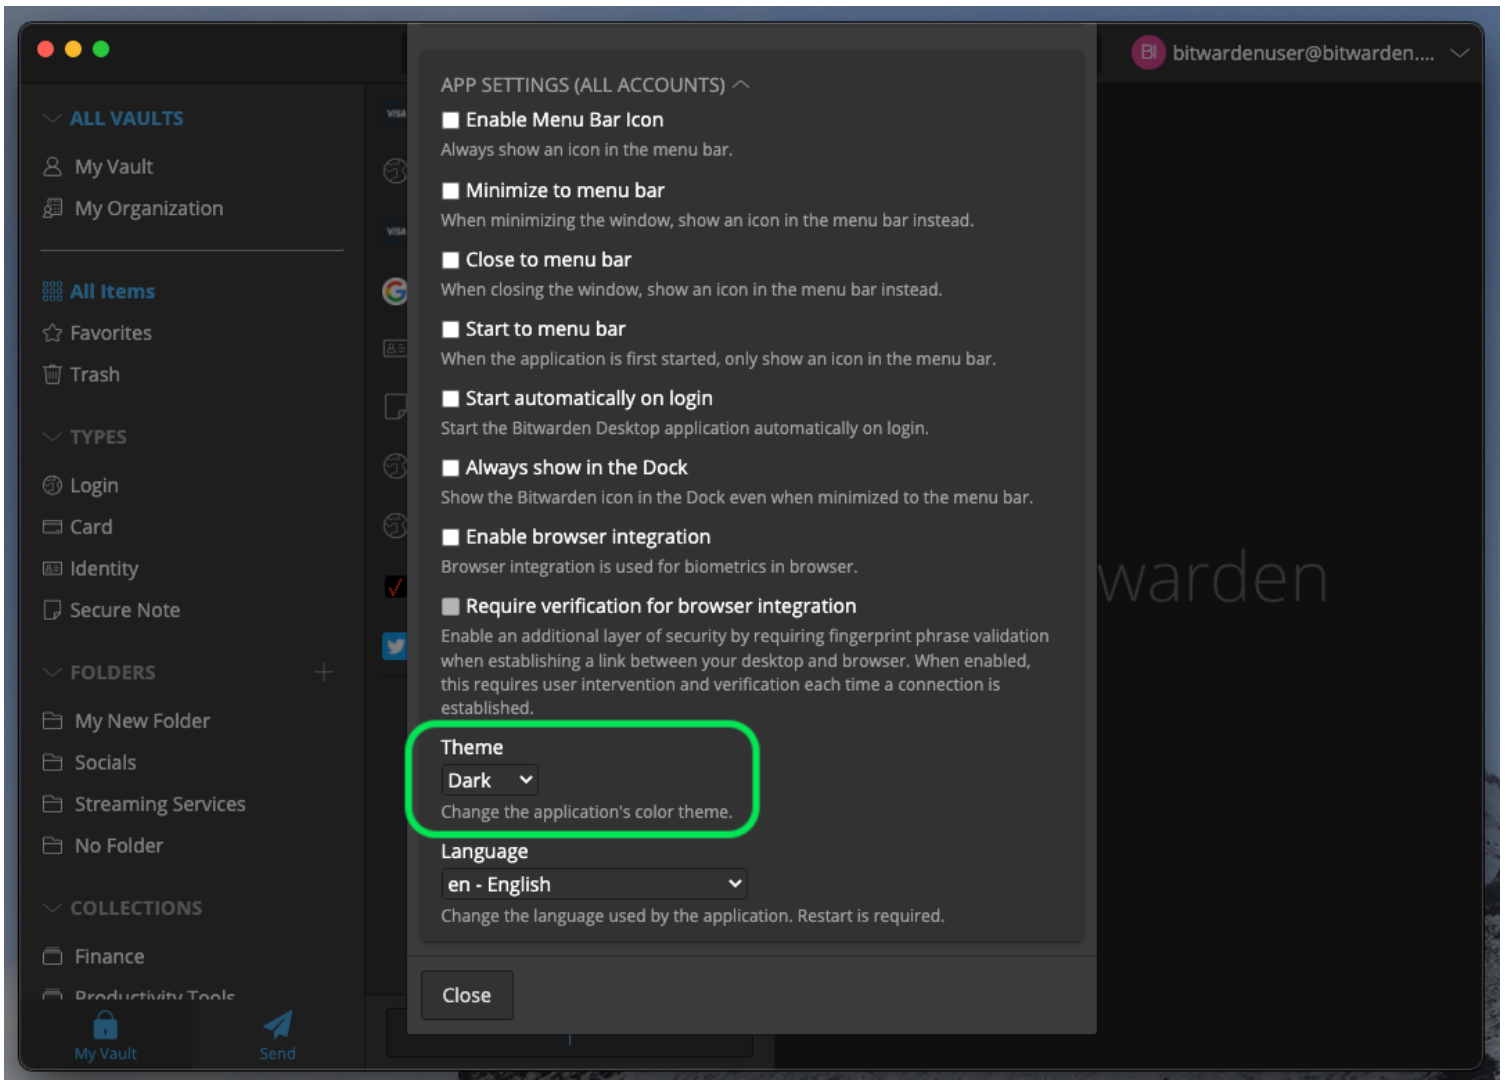 BI bitwardenuser@bitwarden....
ALL VAULTS
My Vault
My Organization
All Items
Favorites
Trash
TYPES
Login
Card
Identity
Secure Note
FOLDERS
My New Folder
Socials
Streaming Services
No Folder
COLLECTIONS
Finance
Productivity Tools
My Vault
Send
VISA
VISA
APP SETTINGS (ALL ACCOUNTS)
Enable Menu Bar Icon
Always show an icon in the menu bar.
Minimize to menu bar
When minimizing the window, show an icon in the menu bar instead.
Close to menu bar
When closing the window, show an icon in the menu bar instead.
Start to menu bar
When the application is first started, only show an icon in the menu bar.
Start automatically on login
Start the Bitwarden Desktop application automatically on login.
Always show in the Dock
Show the Bitwarden icon in the Dock even when minimized to the menu bar.
Enable browser integration
Browser integration is used for biometrics in browser.
Require verification for browser integration
Enable an additional layer of security by requiring fingerprint phrase validation
when establishing a link between your desktop and browser. When enabled,
this requires user intervention and verification each time a connection is
established.
Theme
Dark
Change the application's color theme.
Language
en - English
Change the language used by the application. Restart is required.
Close
warden